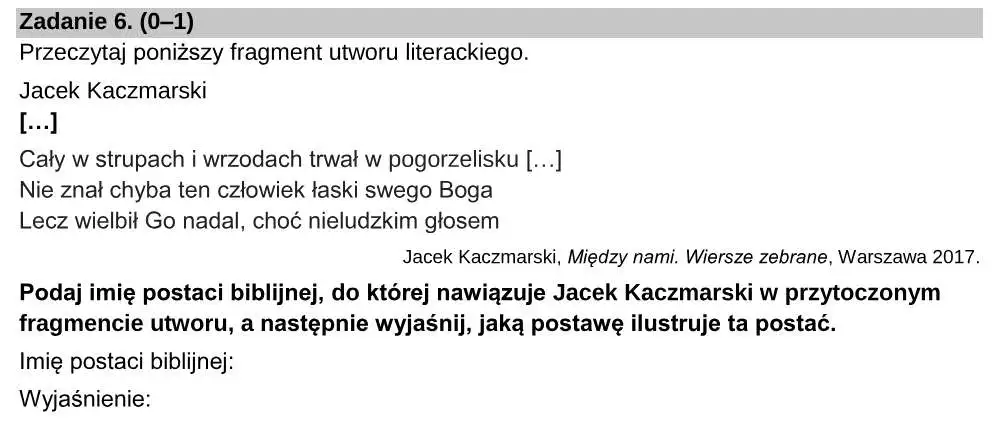 Zadanie 6. (0–1)
Przeczytaj poniższy fragment utworu literackiego.
Jacek Kaczmarski
[…]
Cały w strupach i wrzodach trwał w pogorzelisku […]
Nie znał chyba ten człowiek łaski swego Boga
Lecz wielbił Go nadal, choć nieludzkim głosem
Jacek Kaczmarski, Między nami. Wiersze zebrane, Warszawa 2017.
Podaj imię postaci biblijnej, do której nawiązuje Jacek Kaczmarski w przytoczonym
fragmencie utworu, a następnie wyjaśnij, jaką postawę ilustruje ta postać.
Imię postaci biblijnej:
Wyjaśnienie: